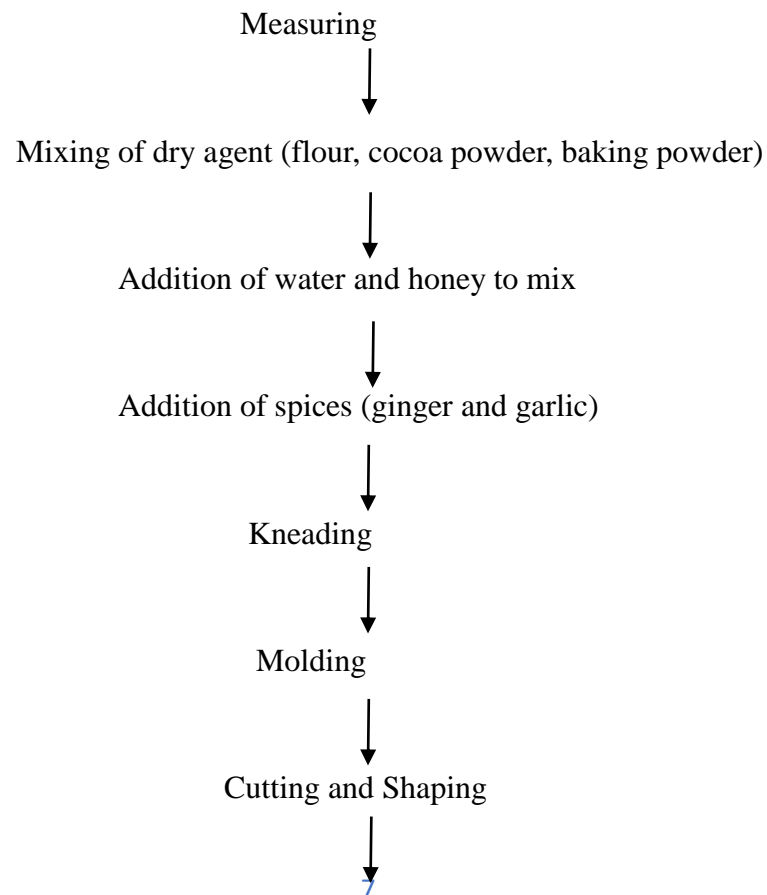 Measuring
Mixing of dry agent (flour, cocoa powder, baking powder)
Addition of water and honey to mix
Addition of spices (ginger and garlic)
Kneading
Molding
Cutting and Shaping
7